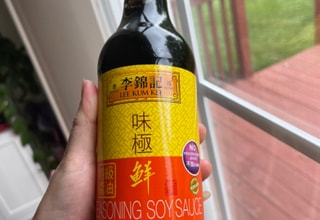 李錦記
LEE KUM KEE
味
極
鮮
SEASONING SOY SAUCE